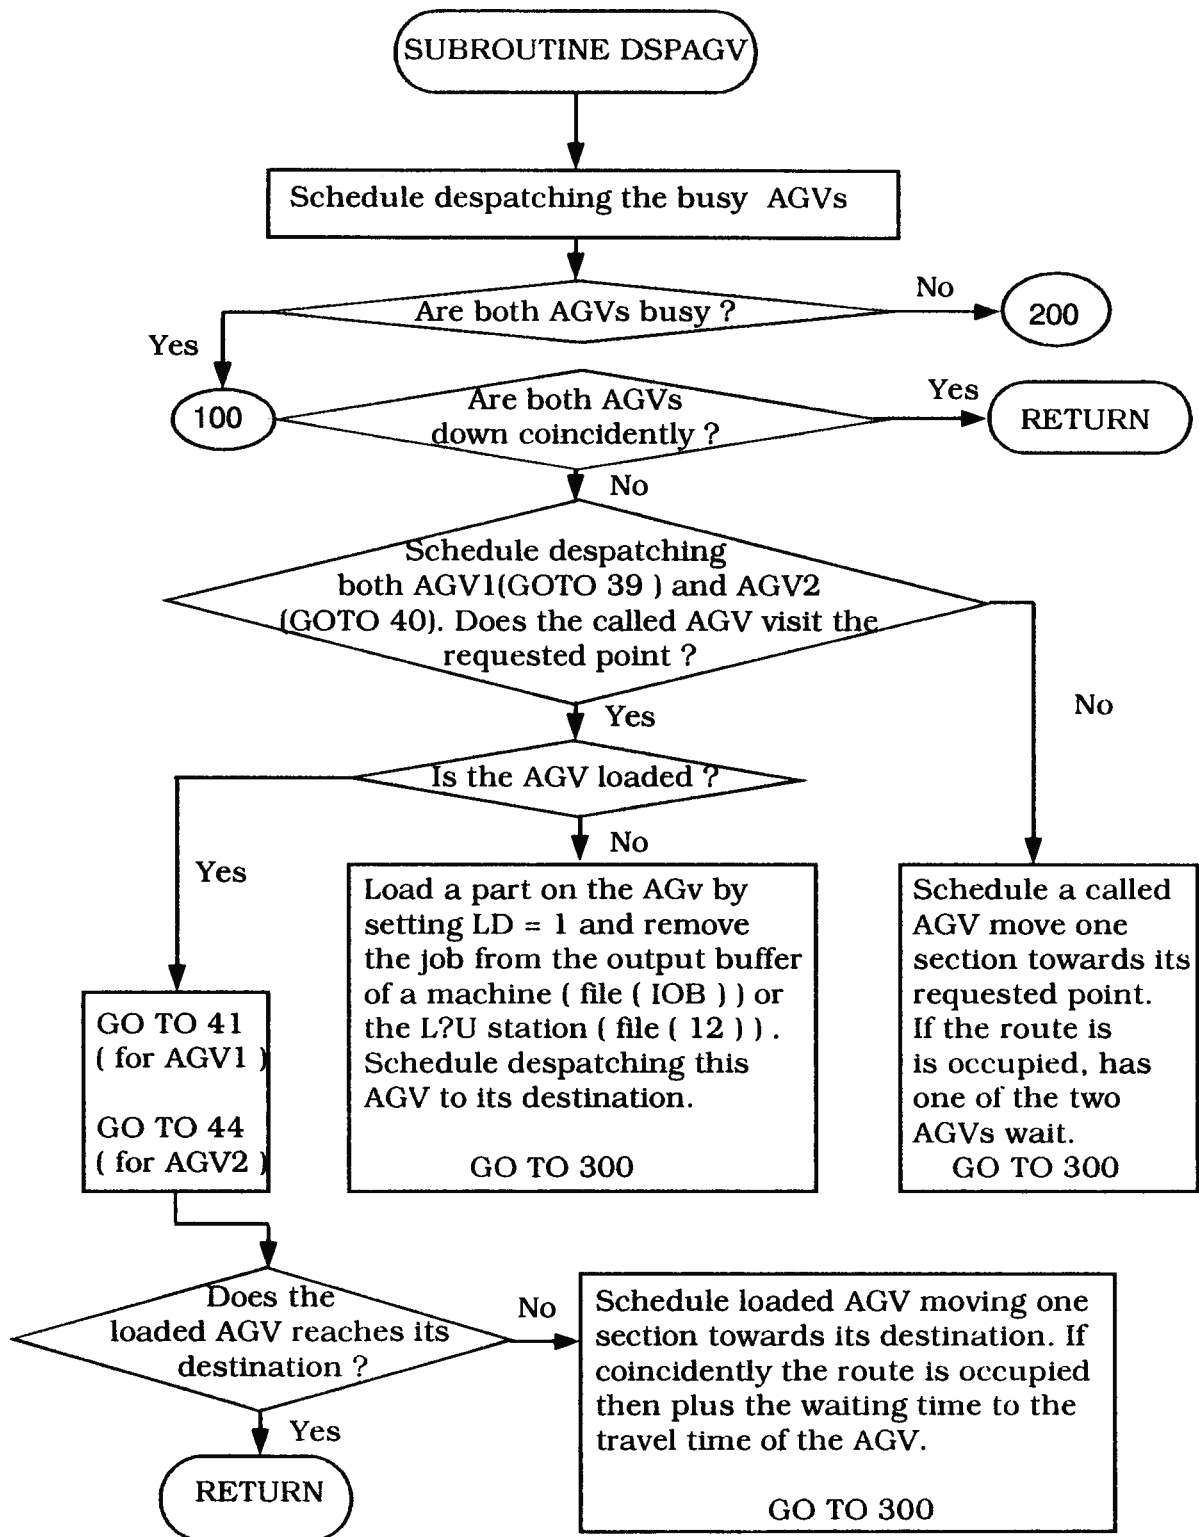 SUBROUTINE DSPAGV
Schedule despatching the busy AGVs
Are both AGVs busy ?
No
200
Yes
100
Are both AGVs
down coincidently ?
Yes
RETURN
No
Schedule despatching
both AGV1(GOTO 39 ) and AGV2
(GOTO 40). Does the called AGV visit the
requested point ?
No
Yes
Is the AGV loaded ?
Yes
No
GO TO 41
( for AGV1 )
GO TO 44
( for AGV2 )
Load a part on the AGv by
setting LD = 1 and remove
the job from the output buffer
of a machine ( file ( IOB ) ) or
the L?U station ( file ( 12 ) ) .
Schedule despatching this
AGV to its destination.
GO TO 300
Schedule a called
AGV move one
section towards its
requested point.
If the route is
is occupied, has
one of the two
AGVs wait.
GO TO 300
Does the
loaded AGV reaches its
destination ?
No
Schedule loaded AGV moving one
section towards its destination. If
coincidently the route is occupied
then plus the waiting time to the
travel time of the AGV.
GO TO 300
Yes
RETURN